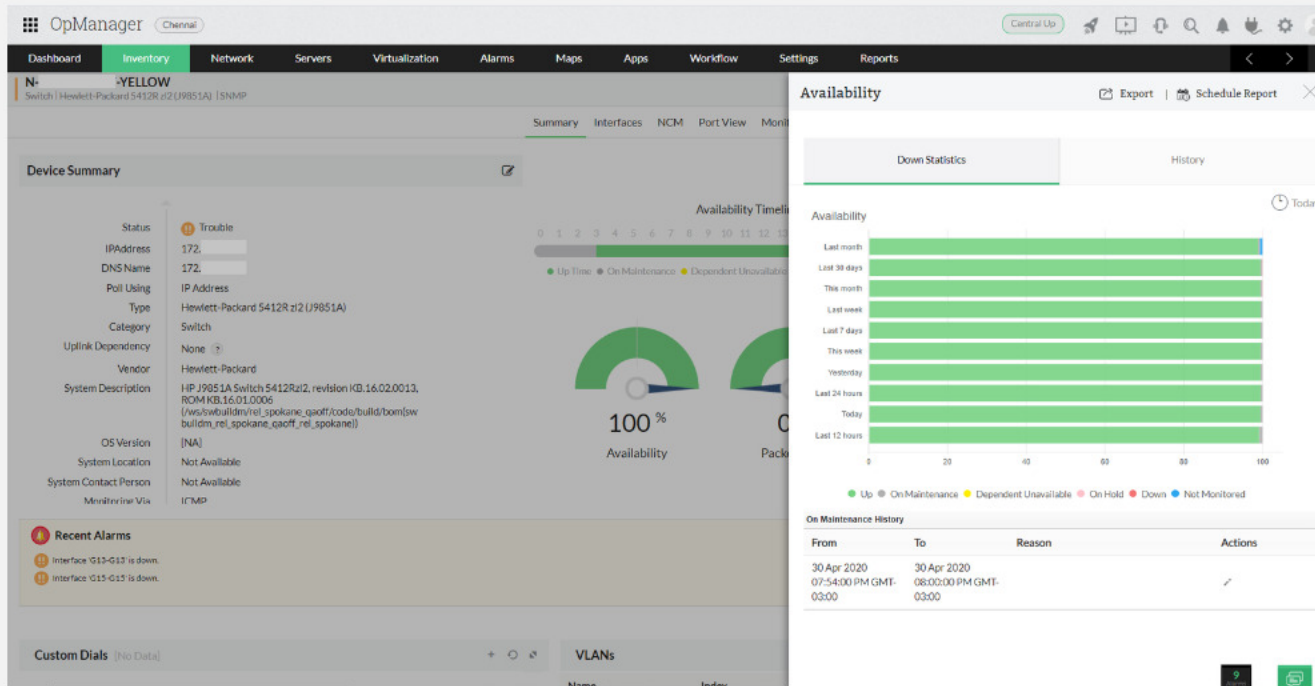 OpManager Chennai Central Up
Dashboard Inventory Network Servers Virtualization Alarms Maps Apps Workflow Settings Reports
N- -YELLOW
Switch | Hewlett-Packard 5412R zl2 (J9851A) | SNMP
Summary Interfaces NCM Port View
Device Summary
Status Trouble
IPAddress 172.
DNS Name 172.
Poll Using IP Address
Type Hewlett-Packard 5412R zl2 (J9851A)
Category Switch
Uplink Dependency None ?
Vendor Hewlett-Packard
System Description HP J9851A Switch 5412Rzl2, revision KB.16.02.0013,
ROM KB.16.01.0006
(/ws/swbuildm/rel_spokane_qaoff/code/build/bom(sw
buildm_rel_spokane_qaoff_rel_spokane))
OS Version [NA]
System Location Not Available
System Contact Person Not Available
Monitoring Via ICMP
Availability
0 1 2 3 4 5 6 7 8 9 10 11 12
Up Time On Maintenance Dependent
100 %
Availability
Recent Alarms
Interface 'G13-G13' is down.
Interface 'G15-G15' is down.
Custom Dials [No Data]
VLANs
Name Index
Availability Export | Schedule Report
Down Statistics History
Availability
Last month
Last 30 days
This month
Last week
Last 7 days
This week
Yesterday
Last 24 hours
Today
Last 12 hours
0 20 40 60 80 100
Up On Maintenance Dependent Unavailable On Hold Down Not Monitored
On Maintenance History
From To Reason Actions
30 Apr 2020 30 Apr 2020
07:54:00 PM GMT- 08:00:00 PM GMT-
03:00 03:00
9